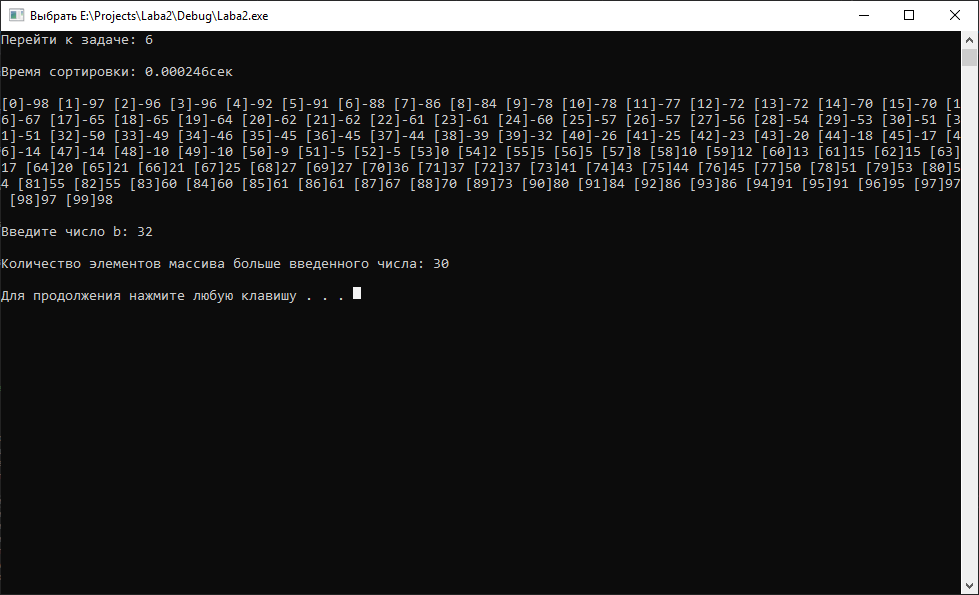 Выбрать E:\Projects\Laba2\Debug\Laba2.exe
Перейти к задаче: 6
Время сортировки: 0.000246сек
[0]-98 [1]-97 [2]-96 [3]-96 [4]-92 [5]-91 [6]-88 [7]-86 [8]-84 [9]-78 [10]-78 [11]-77 [12]-72 [13]-72 [14]-70 [15]-70 [1
6]-67 [17]-65 [18]-65 [19]-64 [20]-62 [21]-62 [22]-61 [23]-61 [24]-60 [25]-57 [26]-57 [27]-56 [28]-54 [29]-53 [30]-51 [3
1]-51 [32]-50 [33]-49 [34]-46 [35]-45 [36]-45 [37]-44 [38]-39 [39]-32 [40]-26 [41]-25 [42]-23 [43]-20 [44]-18 [45]-17 [4
6]-14 [47]-14 [48]-10 [49]-10 [50]-9 [51]-5 [52]-5 [53]0 [54]2 [55]5 [56]5 [57]8 [58]10 [59]12 [60]13 [61]15 [62]15 [63]
17 [64]20 [65]21 [66]21 [67]25 [68]27 [69]27 [70]36 [71]37 [72]37 [73]41 [74]43 [75]44 [76]45 [77]50 [78]51 [79]53 [80]5
4 [81]55 [82]55 [83]60 [84]60 [85]61 [86]61 [87]67 [88]70 [89]73 [90]80 [91]84 [92]86 [93]86 [94]91 [95]91 [96]95 [97]97
[98]97 [99]98
Введите число b: 32
Количество элементов массива больше введенного числа: 30
Для продолжения нажмите любую клавишу . . .